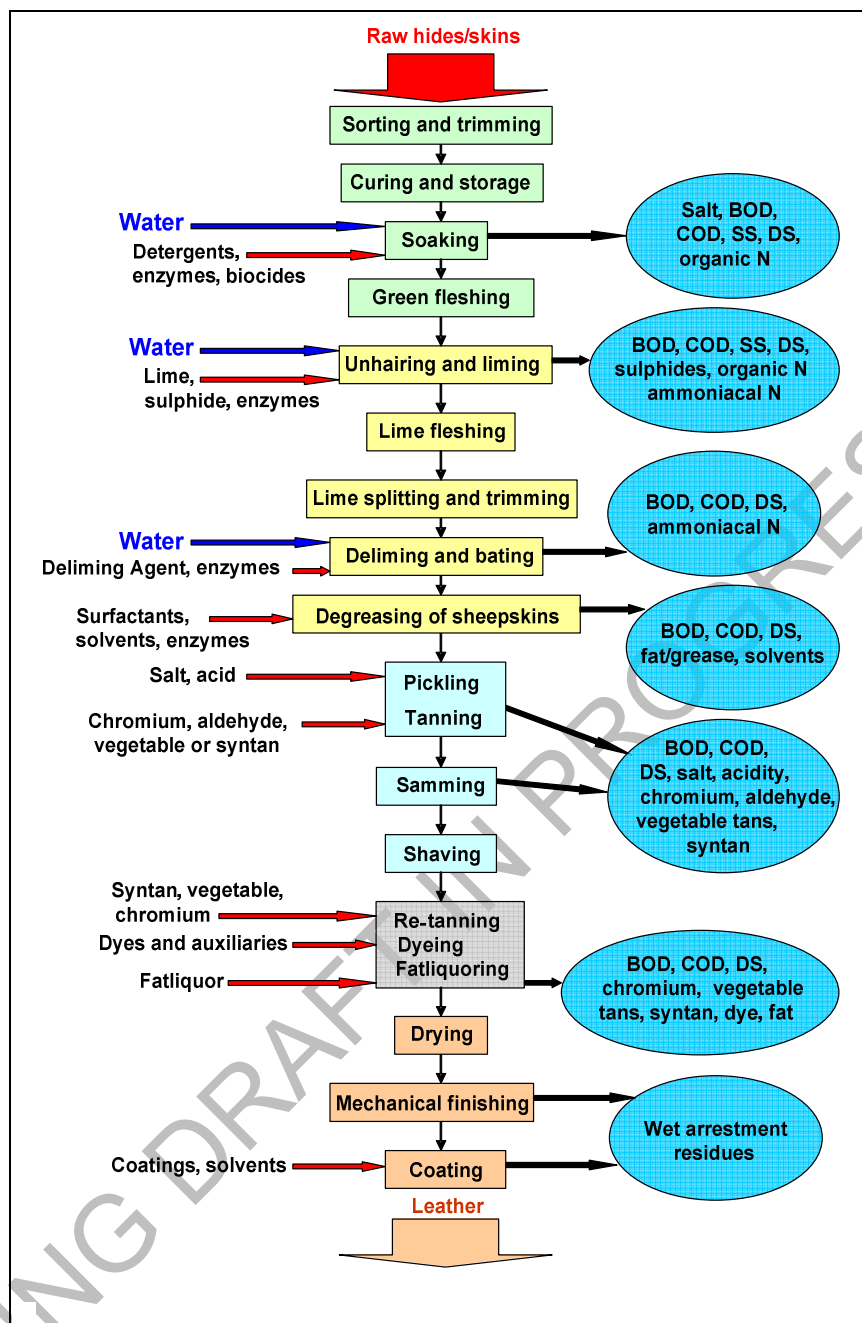 Raw hides/skins
Sorting and trimming
Curing and storage
Water
Detergents,
enzymes, biocides
Soaking
Salt, BOD,
COD, SS, DS,
organic N
Green fleshing
Water
Lime,
sulphide, enzymes
Unhairing and liming
BOD, COD, SS, DS,
sulphides, organic N
ammoniacal N
Lime fleshing
Lime splitting and trimming
Water
Deliming Agent, enzymes
Deliming and bating
BOD, COD, DS,
ammoniacal N
Surfactants,
solvents, enzymes
Degreasing of sheepskins
BOD, COD, DS,
fat/grease, solvents
Salt, acid
Chromium, aldehyde,
vegetable or syntan
Pickling
Tanning
Samming
BOD, COD,
DS, salt, acidity,
chromium, aldehyde,
vegetable tans,
syntan
Shaving
Syntan, vegetable,
chromium
Dyes and auxiliaries
Fatliquor
Re-tanning
Dyeing
Fatliquoring
BOD, COD, DS,
chromium, vegetable
tans, syntan, dye, fat
Drying
Mechanical finishing
Wet arrestment
residues
Coatings, solvents
Coating
Leather
NG DRAFT IN PROGRES